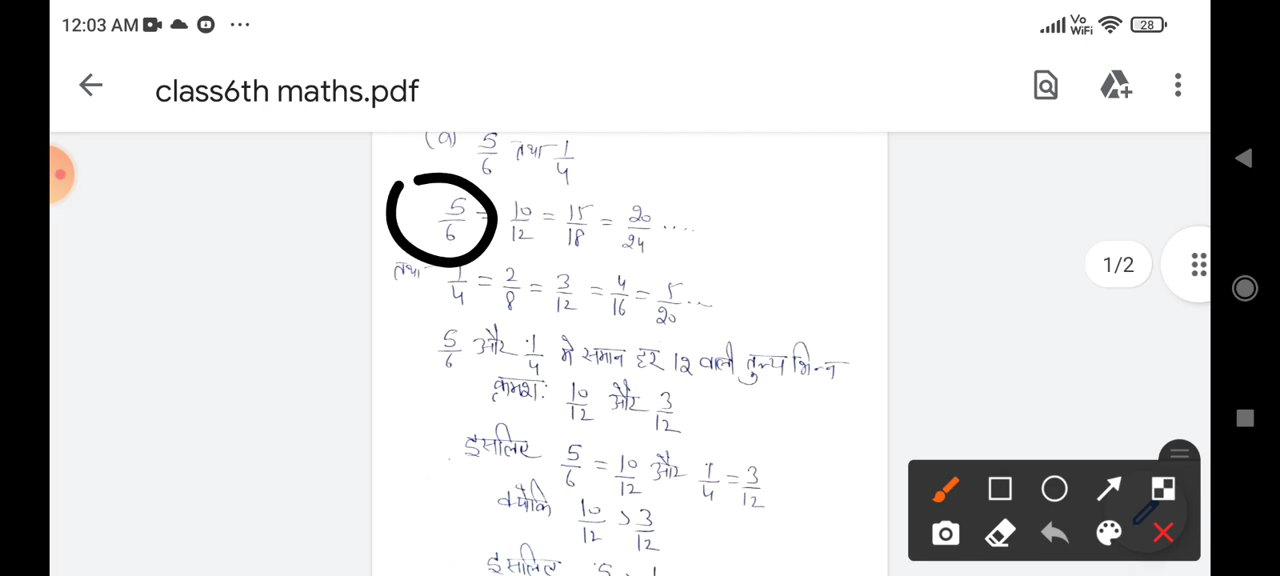 12:03 AM ... Vo WiFi 28
class6th maths.pdf
(a) 5/6 तथा 1/4
5/6 = 10/12 = 15/18 = 20/24 ....
1/2
तथा 1/4 = 2/8 = 3/12 = 4/16 = 5/20 ...
5/6 और 1/4 मे समान हर 12 वाली तुल्य भिन्न
क्रमशः 10/12 और 3/12
इसलिए 5/6 = 10/12 और 1/4 = 3/12
क्योंकि 10/12 > 3/12
इसलिए